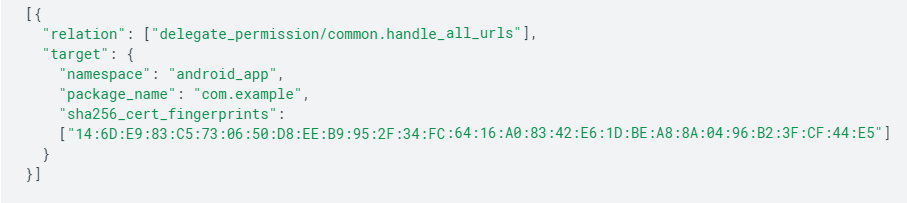 [{
"relation": ["delegate_permission/common.handle_all_urls"],
"target": {
"namespace": "android_app",
"package_name": "com.example",
"sha256_cert_fingerprints":
["14:6D:E9:83:C5:73:06:50:D8:EE:B9:95:2F:34:FC:64:16:A0:83:42:E6:1D:BE:A8:8A:04:96:B2:3F:CF:44:E5"]
}
}]